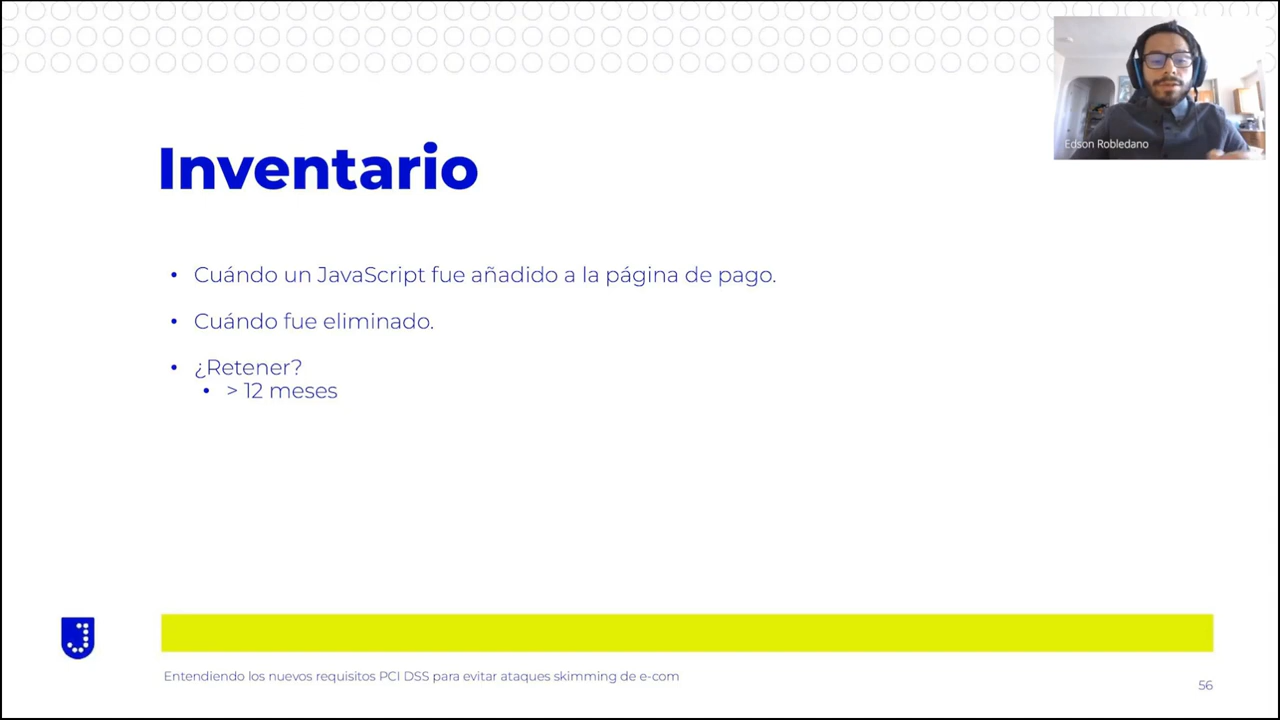 Edson Robledano
Inventario
• Cuándo un JavaScript fue añadido a la página de pago.
• Cuándo fue eliminado.
• ¿Retener?
• > 12 meses
Entendiendo los nuevos requisitos PCI DSS para evitar ataques skimming de e-com
56